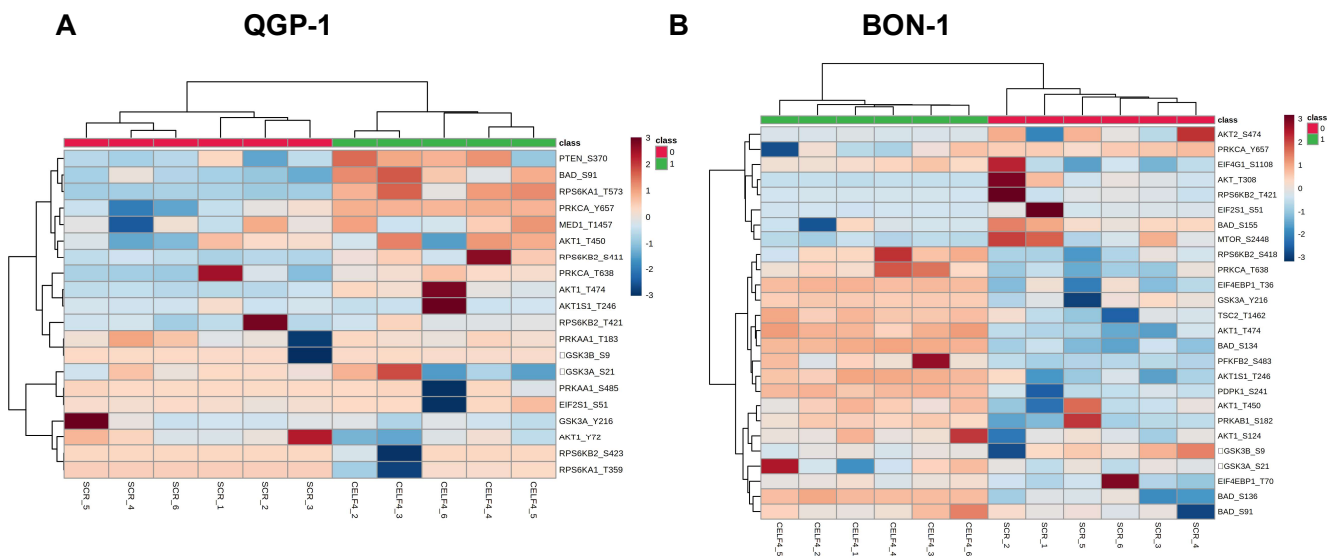 A
QGP-1
class
PTEN_S370
BAD_S91
RPS6KA1_T573
PRKCA_Y657
MED1_T1457
AKT1_T450
RPS6KB2_S411
PRKCA_T638
AKT1_T474
AKT1S1_T246
RPS6KB2_T421
PRKAA1_T183
□GSK3B_S9
□GSK3A_S21
PRKAA1_S485
EIF2S1_S51
GSK3A_Y216
AKT1_Y72
RPS6KB2_S423
RPS6KA1_T359
SCR_5
SCR_4
SCR_6
SCR_1
SCR_2
SCR_3
CELF4_2
CELF4_3
CELF4_6
CELF4_4
CELF4_5
3
2
1
0
-1
-2
-3
class
0
1
B
BON-1
class
AKT2_S474
PRKCA_Y657
EIF4G1_S1108
AKT_T308
RPS6KB2_T421
EIF2S1_S51
BAD_S155
MTOR_S2448
RPS6KB2_S418
PRKCA_T638
EIF4EBP1_T36
GSK3A_Y216
TSC2_T1462
AKT1_T474
BAD_S134
PFKFB2_S483
AKT1S1_T246
PDPK1_S241
AKT1_T450
PRKAB1_S182
AKT1_S124
□GSK3B_S9
□GSK3A_S21
EIF4EBP1_T70
BAD_S136
BAD_S91
CELF4_5
CELF4_2
CELF4_1
CELF4_4
CELF4_3
CELF4_6
SCR_2
SCR_1
SCR_5
SCR_6
SCR_3
SCR_4
3
2
1
0
-1
-2
-3
class
0
1